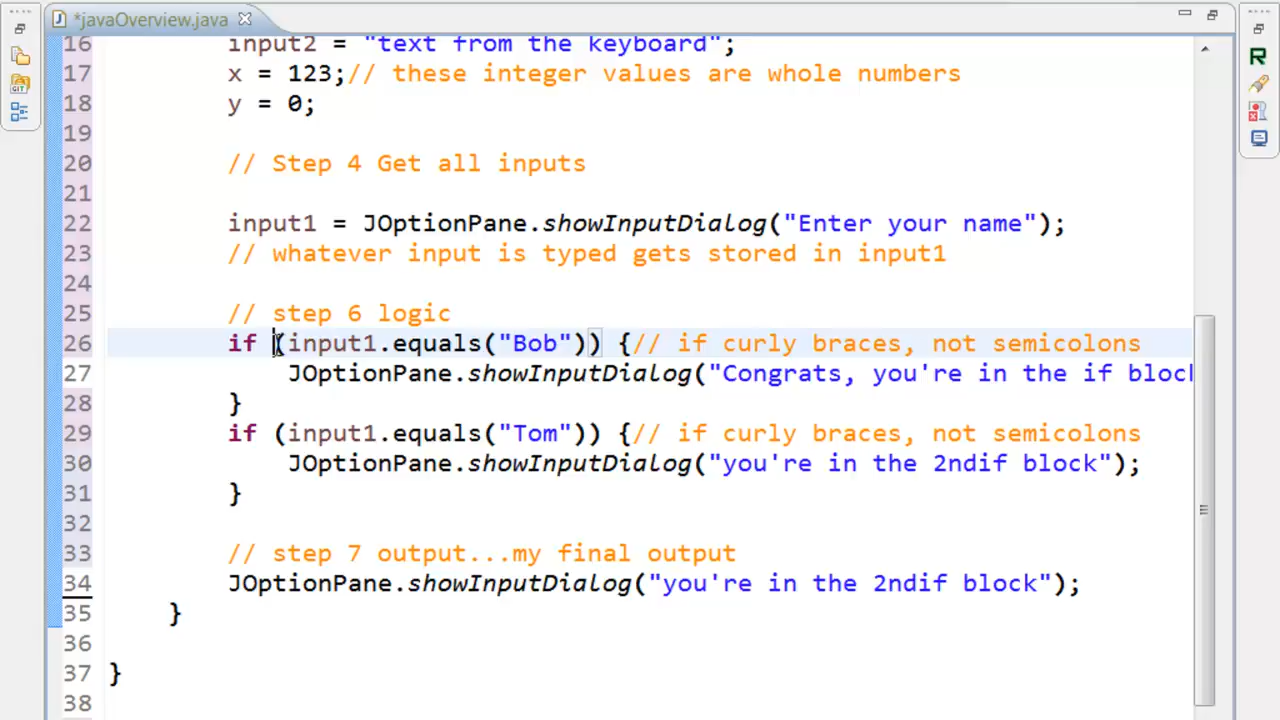 *javaOverview.java
16 input2 = "text from the keyboard";
17 x = 123;// these integer values are whole numbers
18 y = 0;
19
20 // Step 4 Get all inputs
21
22 input1 = JOptionPane.showInputDialog("Enter your name");
23 // whatever input is typed gets stored in input1
24
25 // step 6 logic
26 if (input1.equals("Bob")) {// if curly braces, not semicolons
27 JOptionPane.showInputDialog("Congrats, you're in the if block
28 }
29 if (input1.equals("Tom")) {// if curly braces, not semicolons
30 JOptionPane.showInputDialog("you're in the 2ndif block");
31 }
32
33 // step 7 output...my final output
34 JOptionPane.showInputDialog("you're in the 2ndif block");
35 }
36
37 }
38